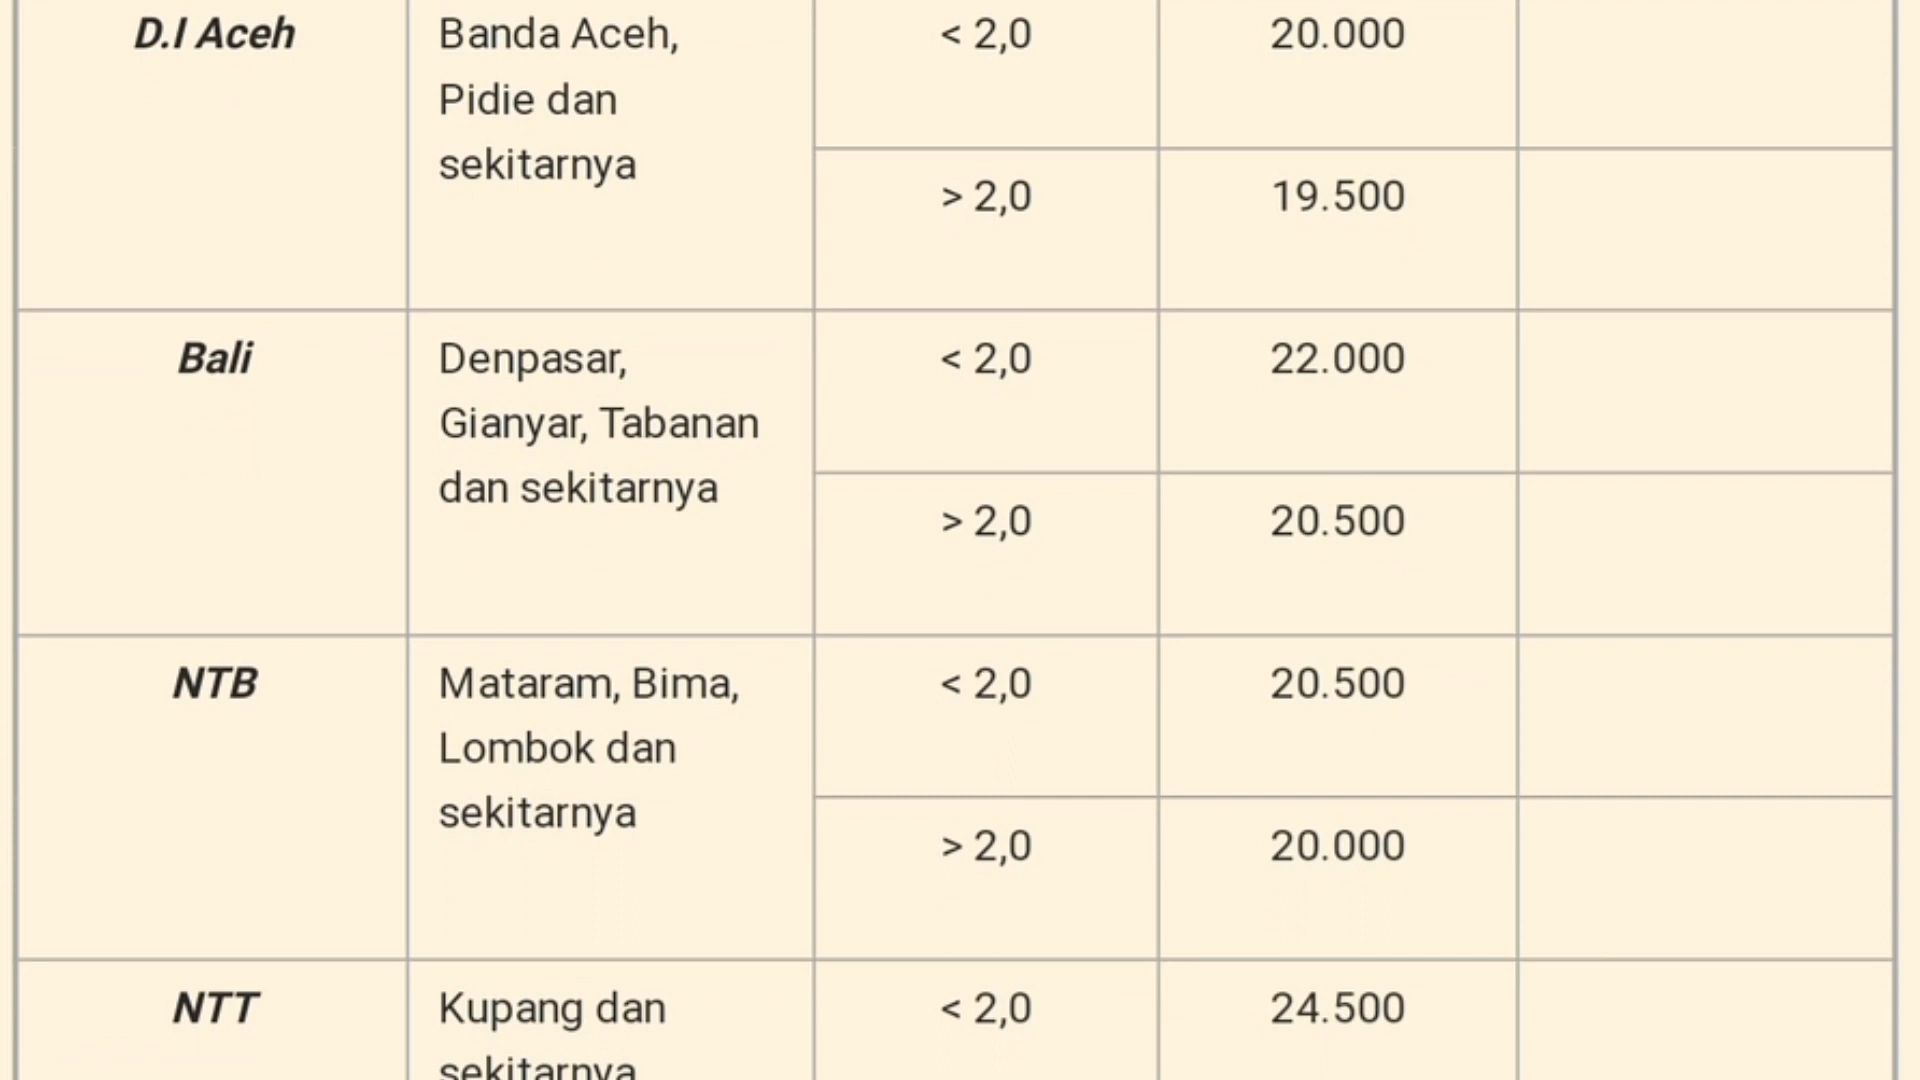 D.I Aceh
Banda Aceh,
Pidie dan
sekitarnya
< 2,0
20.000
> 2,0
19.500
Bali
Denpasar,
Gianyar, Tabanan
dan sekitarnya
< 2,0
22.000
> 2,0
20.500
NTB
Mataram, Bima,
Lombok dan
sekitarnya
< 2,0
20.500
> 2,0
20.000
NTT
Kupang dan
sekitarnya
< 2,0
24.500